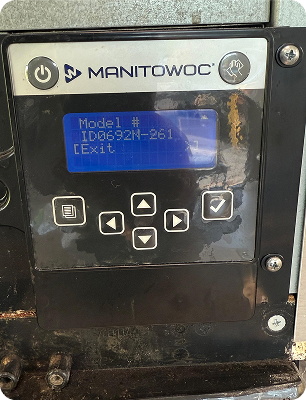 MANITOWOC
Model #
ID0692N-261
[Exit ]